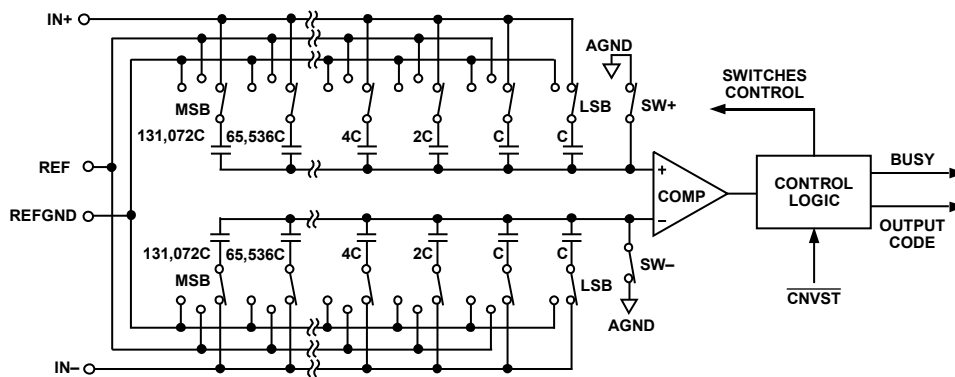 IN+
AGND
SWITCHES
CONTROL
MSB
LSB
SW+
131,072C
65,536C
4C
2C
C
C
BUSY
REF
+
COMP
–
CONTROL
LOGIC
REFGND
OUTPUT
CODE
131,072C
65,536C
4C
2C
C
C
MSB
LSB
SW–
CNVST
AGND
IN–